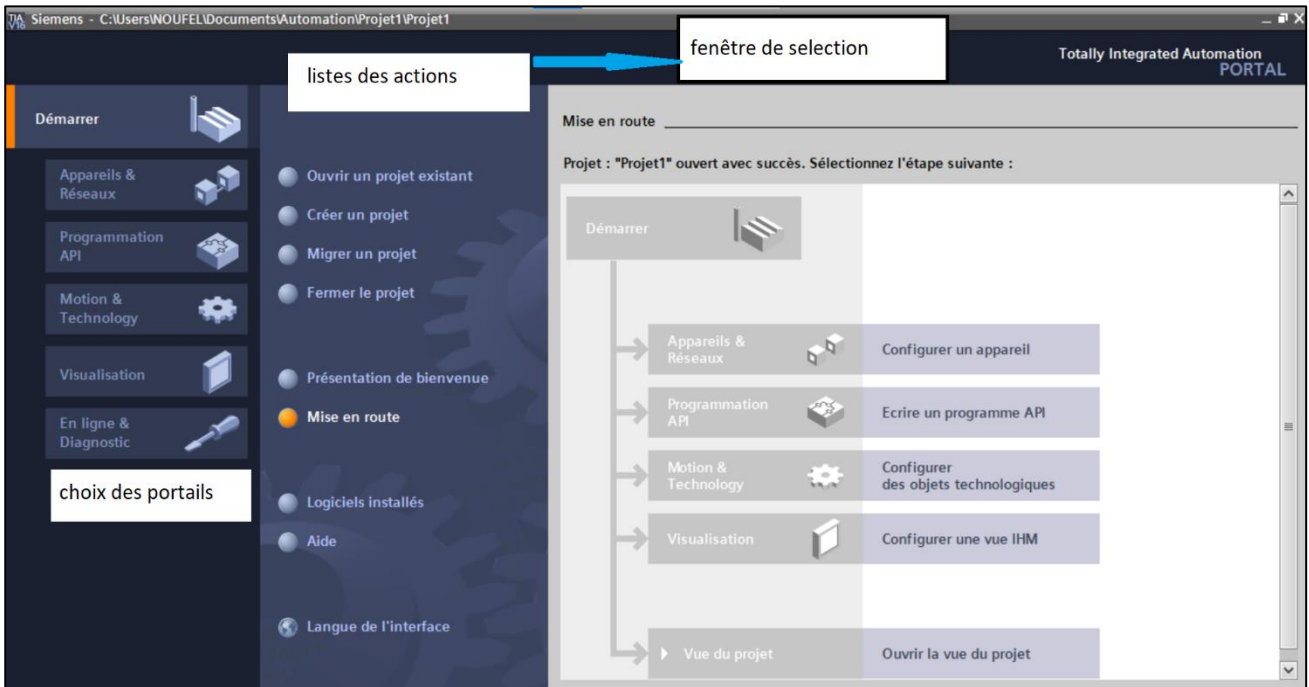 TIA V16 Siemens - C:\Users\NOUFEL\Documents\Automation\Projet1\Projet1
listes des actions
fenêtre de selection
Totally Integrated Automation
PORTAL
Démarrer
Appareils &
Réseaux
Programmation
API
Motion &
Technology
Visualisation
En ligne &
Diagnostic
choix des portails
Ouvrir un projet existant
Créer un projet
Migrer un projet
Fermer le projet
Présentation de bienvenue
Mise en route
Logiciels installés
Aide
Langue de l'interface
Mise en route
Projet : "Projet1" ouvert avec succès. Sélectionnez l'étape suivante :
Démarrer
Appareils &
Réseaux
Configurer un appareil
Programmation
API
Ecrire un programme API
Motion &
Technology
Configurer
des objets technologiques
Visualisation
Configurer une vue IHM
Vue du projet
Ouvrir la vue du projet